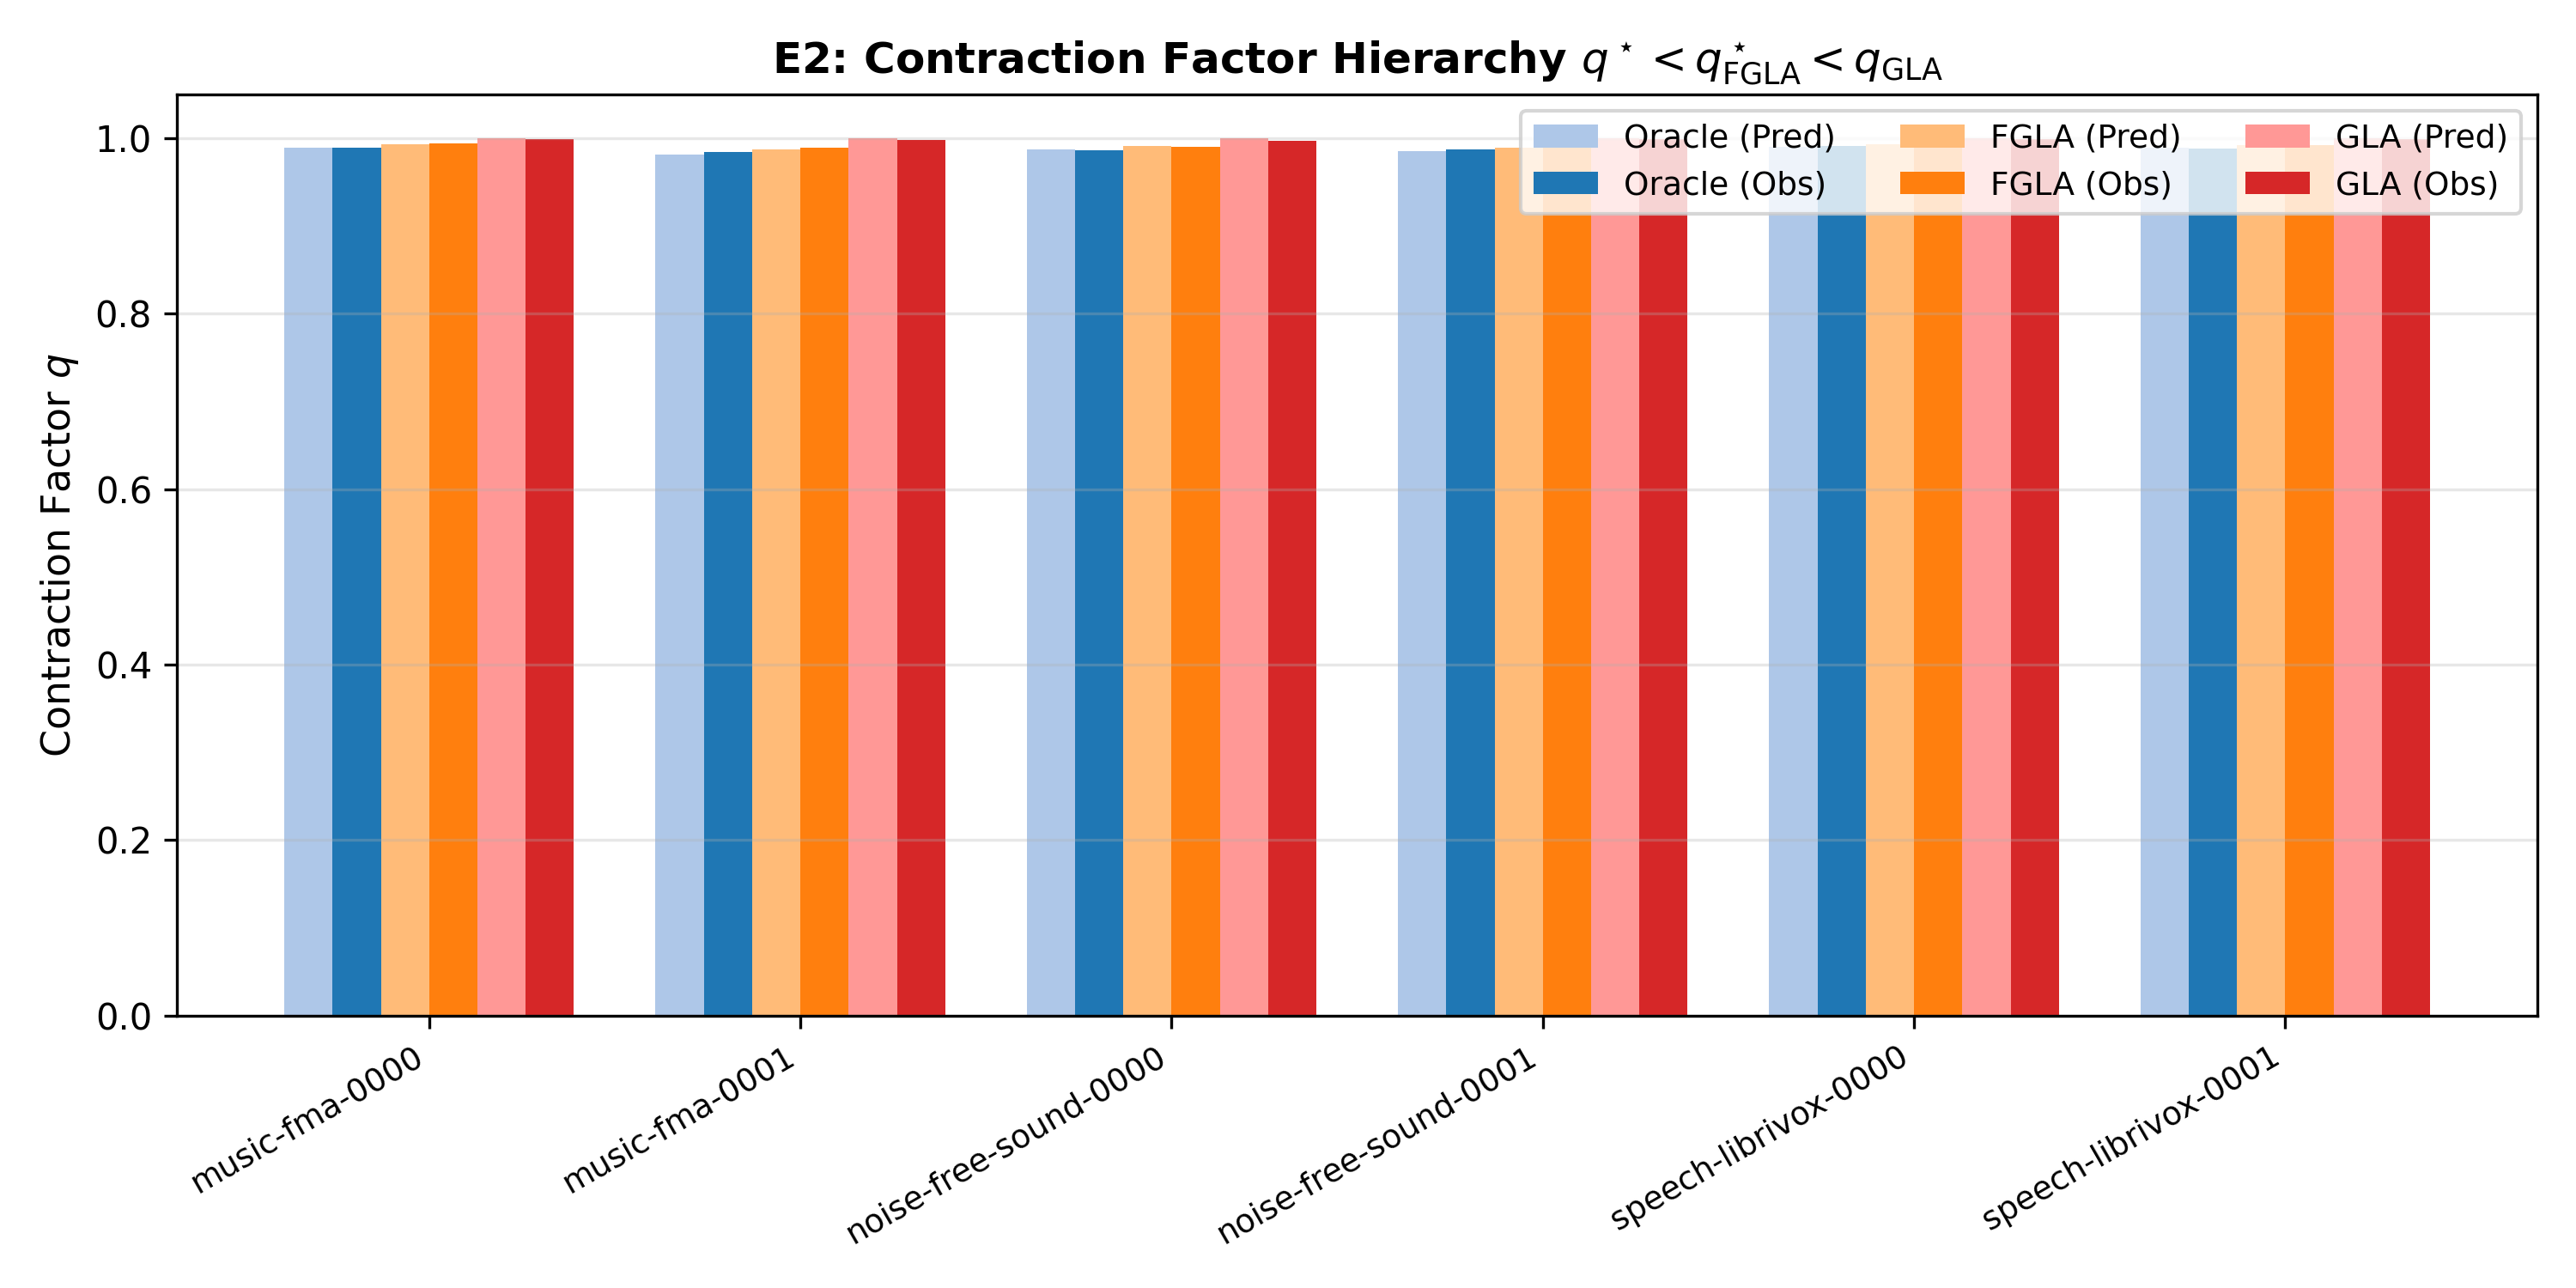 E2: Contraction Factor Hierarchy q⋆ < q⋆FGLA < qGLA
Oracle (Pred) FGLA (Pred) GLA (Pred)
Oracle (Obs) FGLA (Obs) GLA (Obs)
Contraction Factor q
1.0
0.8
0.6
0.4
0.2
0.0
music-fma-0000
music-fma-0001
noise-free-sound-0000
noise-free-sound-0001
speech-librivox-0000
speech-librivox-0001